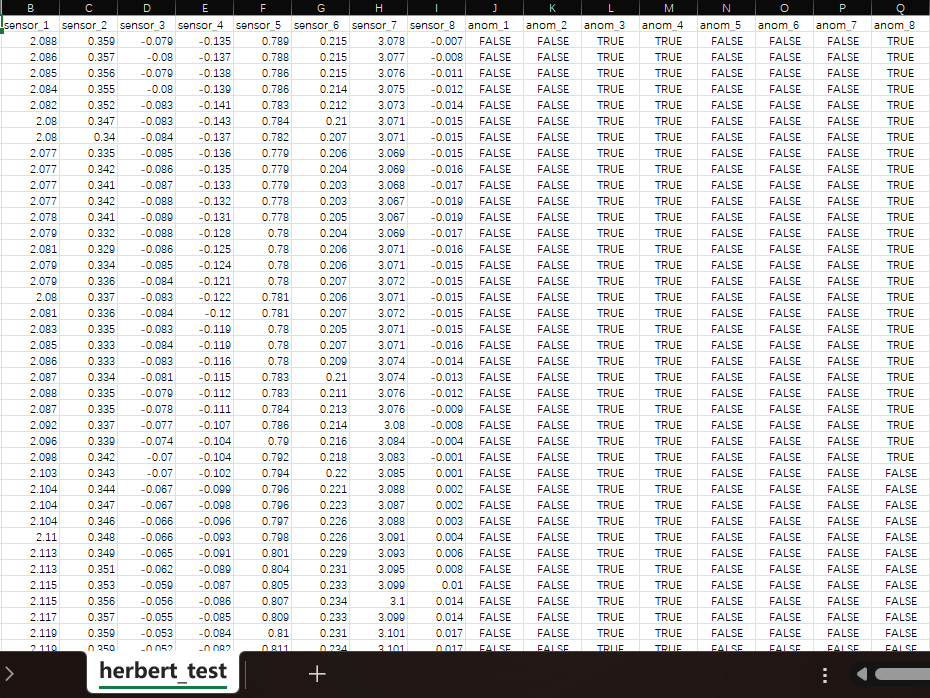 B C D E F G H I J K L M N O P Q
sensor_1 sensor_2 sensor_3 sensor_4 sensor_5 sensor_6 sensor_7 sensor_8 anom_1 anom_2 anom_3 anom_4 anom_5 anom_6 anom_7 anom_8
2.088 0.359 -0.079 -0.135 0.789 0.215 3.078 -0.007 FALSE FALSE TRUE TRUE FALSE FALSE FALSE TRUE
2.086 0.357 -0.08 -0.137 0.788 0.215 3.077 -0.008 FALSE FALSE TRUE TRUE FALSE FALSE FALSE TRUE
2.085 0.356 -0.079 -0.138 0.786 0.215 3.076 -0.011 FALSE FALSE TRUE TRUE FALSE FALSE FALSE TRUE
2.084 0.355 -0.08 -0.139 0.786 0.214 3.075 -0.012 FALSE FALSE TRUE TRUE FALSE FALSE FALSE TRUE
2.082 0.352 -0.083 -0.141 0.783 0.212 3.073 -0.014 FALSE FALSE TRUE TRUE FALSE FALSE FALSE TRUE
2.08 0.347 -0.083 -0.143 0.784 0.21 3.071 -0.015 FALSE FALSE TRUE TRUE FALSE FALSE FALSE TRUE
2.08 0.34 -0.084 -0.137 0.782 0.207 3.071 -0.015 FALSE FALSE TRUE TRUE FALSE FALSE FALSE TRUE
2.077 0.335 -0.085 -0.136 0.779 0.206 3.069 -0.015 FALSE FALSE TRUE TRUE FALSE FALSE FALSE TRUE
2.077 0.342 -0.086 -0.135 0.779 0.204 3.069 -0.016 FALSE FALSE TRUE TRUE FALSE FALSE FALSE TRUE
2.077 0.341 -0.087 -0.133 0.779 0.203 3.068 -0.017 FALSE FALSE TRUE TRUE FALSE FALSE FALSE TRUE
2.077 0.342 -0.088 -0.132 0.778 0.203 3.067 -0.019 FALSE FALSE TRUE TRUE FALSE FALSE FALSE TRUE
2.078 0.341 -0.089 -0.131 0.778 0.205 3.067 -0.019 FALSE FALSE TRUE TRUE FALSE FALSE FALSE TRUE
2.079 0.332 -0.088 -0.128 0.78 0.204 3.069 -0.017 FALSE FALSE TRUE TRUE FALSE FALSE FALSE TRUE
2.081 0.329 -0.086 -0.125 0.78 0.206 3.071 -0.016 FALSE FALSE TRUE TRUE FALSE FALSE FALSE TRUE
2.079 0.334 -0.085 -0.124 0.78 0.206 3.071 -0.015 FALSE FALSE TRUE TRUE FALSE FALSE FALSE TRUE
2.079 0.336 -0.084 -0.121 0.78 0.207 3.072 -0.015 FALSE FALSE TRUE TRUE FALSE FALSE FALSE TRUE
2.08 0.337 -0.083 -0.122 0.781 0.206 3.071 -0.015 FALSE FALSE TRUE TRUE FALSE FALSE FALSE TRUE
2.081 0.336 -0.084 -0.12 0.781 0.207 3.072 -0.015 FALSE FALSE TRUE TRUE FALSE FALSE FALSE TRUE
2.083 0.335 -0.083 -0.119 0.78 0.205 3.071 -0.015 FALSE FALSE TRUE TRUE FALSE FALSE FALSE TRUE
2.085 0.333 -0.084 -0.119 0.78 0.207 3.071 -0.016 FALSE FALSE TRUE TRUE FALSE FALSE FALSE TRUE
2.086 0.333 -0.083 -0.116 0.78 0.209 3.074 -0.014 FALSE FALSE TRUE TRUE FALSE FALSE FALSE TRUE
2.087 0.334 -0.081 -0.115 0.783 0.21 3.074 -0.013 FALSE FALSE TRUE TRUE FALSE FALSE FALSE TRUE
2.088 0.335 -0.079 -0.112 0.783 0.211 3.076 -0.012 FALSE FALSE TRUE TRUE FALSE FALSE FALSE TRUE
2.087 0.335 -0.078 -0.111 0.784 0.213 3.076 -0.009 FALSE FALSE TRUE TRUE FALSE FALSE FALSE TRUE
2.092 0.337 -0.077 -0.107 0.786 0.214 3.08 -0.008 FALSE FALSE TRUE TRUE FALSE FALSE FALSE TRUE
2.096 0.339 -0.074 -0.104 0.79 0.216 3.084 -0.004 FALSE FALSE TRUE TRUE FALSE FALSE FALSE TRUE
2.098 0.342 -0.07 -0.104 0.792 0.218 3.083 -0.001 FALSE FALSE TRUE TRUE FALSE FALSE FALSE TRUE
2.103 0.343 -0.07 -0.102 0.794 0.22 3.085 0.001 FALSE FALSE TRUE TRUE FALSE FALSE FALSE FALSE
2.104 0.344 -0.067 -0.099 0.796 0.221 3.088 0.002 FALSE FALSE TRUE TRUE FALSE FALSE FALSE FALSE
2.104 0.347 -0.067 -0.098 0.796 0.223 3.087 0.002 FALSE FALSE TRUE TRUE FALSE FALSE FALSE FALSE
2.104 0.346 -0.066 -0.096 0.797 0.226 3.088 0.003 FALSE FALSE TRUE TRUE FALSE FALSE FALSE FALSE
2.11 0.348 -0.066 -0.093 0.798 0.226 3.091 0.004 FALSE FALSE TRUE TRUE FALSE FALSE FALSE FALSE
2.113 0.349 -0.065 -0.091 0.801 0.229 3.093 0.006 FALSE FALSE TRUE TRUE FALSE FALSE FALSE FALSE
2.113 0.351 -0.062 -0.089 0.804 0.231 3.095 0.008 FALSE FALSE TRUE TRUE FALSE FALSE FALSE FALSE
2.115 0.353 -0.059 -0.087 0.805 0.233 3.099 0.01 FALSE FALSE TRUE TRUE FALSE FALSE FALSE FALSE
2.115 0.356 -0.056 -0.086 0.807 0.234 3.1 0.014 FALSE FALSE TRUE TRUE FALSE FALSE FALSE FALSE
2.117 0.357 -0.055 -0.085 0.809 0.233 3.099 0.014 FALSE FALSE TRUE TRUE FALSE FALSE FALSE FALSE
2.119 0.359 -0.053 -0.084 0.81 0.231 3.101 0.017 FALSE FALSE TRUE TRUE FALSE FALSE FALSE FALSE
2.119 0.359 -0.052 -0.082 0.811 0.234 3.101 0.017 FALSE FALSE TRUE TRUE FALSE FALSE FALSE FALSE
herbert_test